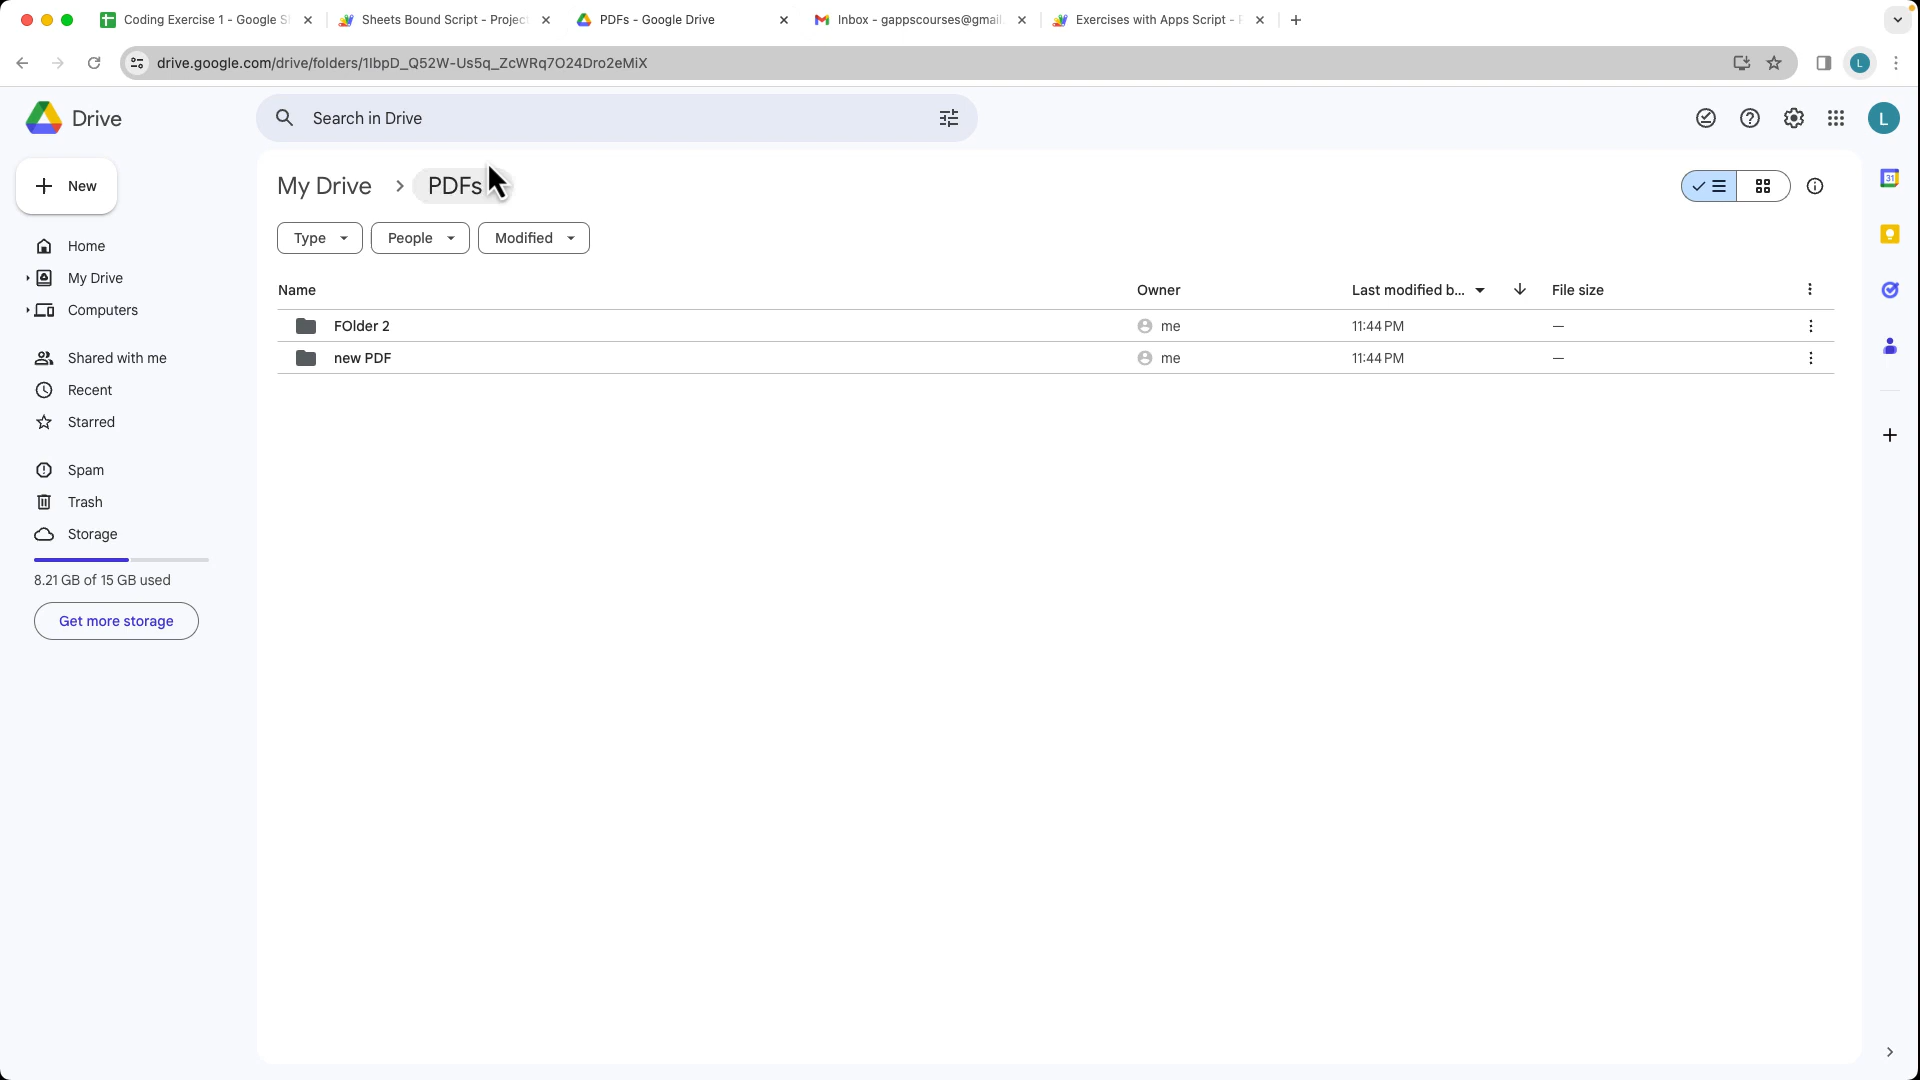 Coding Exercise 1 - Google S
Sheets Bound Script - Project
PDFs - Google Drive
Inbox - gappscourses@gmail.
Exercises with Apps Script - P
drive.google.com/drive/folders/1lbpD_Q52W-Us5q_ZcWRq7O24Dro2eMiX
L
Drive
Search in Drive
L
New
My Drive
PDFs
31
Type
People
Modified
Home
My Drive
Computers
Name
Owner
Last modified b...
File size
FOlder 2
me
11:44 PM
—
new PDF
me
11:44 PM
—
Shared with me
Recent
Starred
Spam
Trash
Storage
8.21 GB of 15 GB used
Get more storage